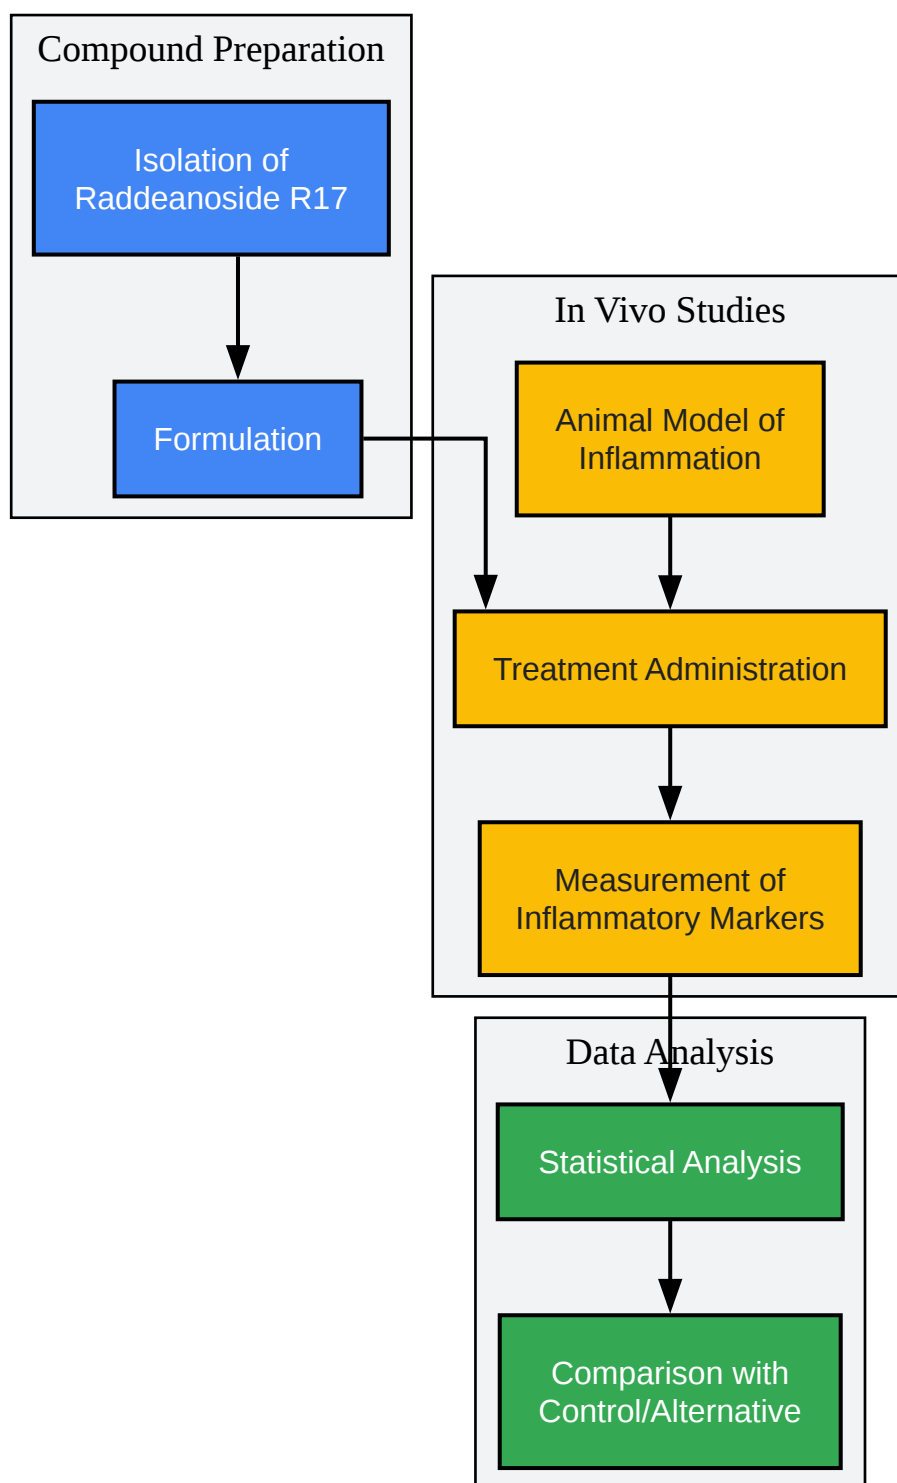 Compound Preparation
Isolation of
Raddeanoside R17
Formulation
In Vivo Studies
Animal Model of
Inflammation
Treatment Administration
Measurement of
Inflammatory Markers
Data Analysis
Statistical Analysis
Comparison with
Control/Alternative